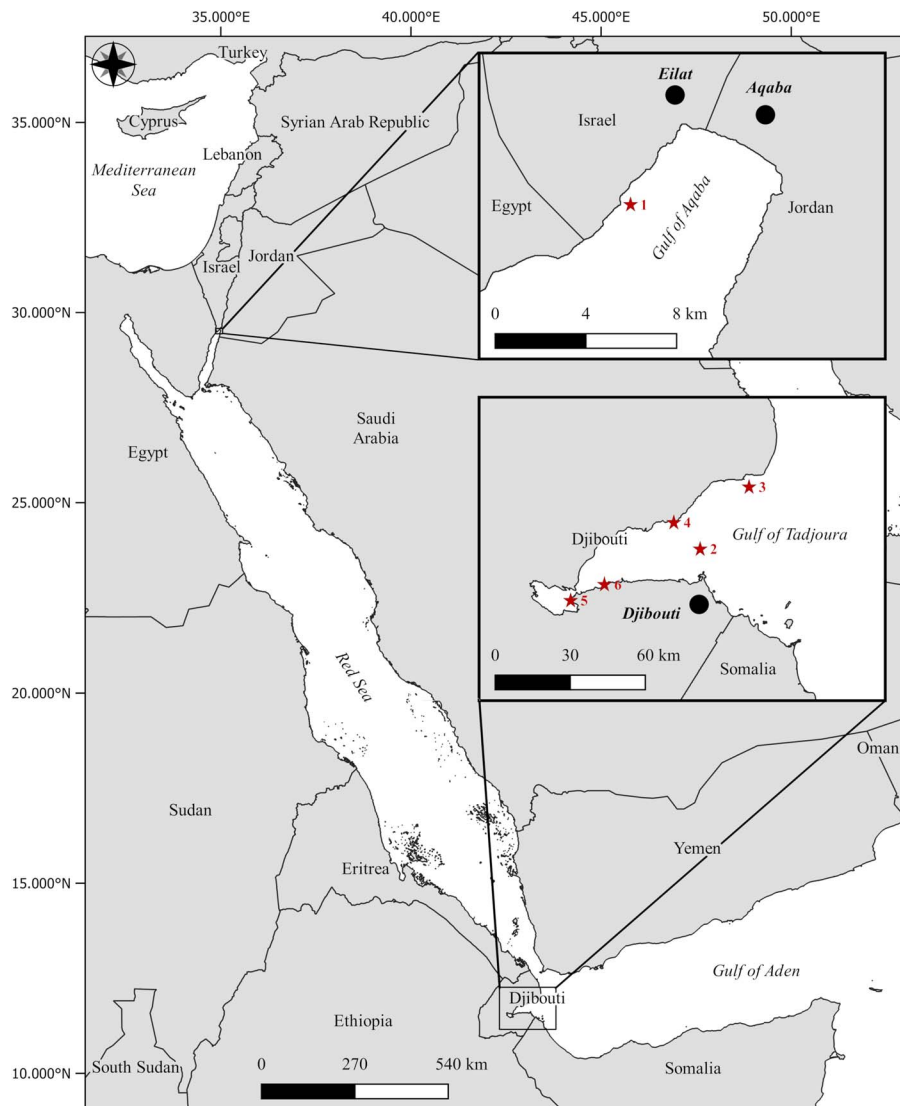 35.000°E 40.000°E 45.000°E 50.000°E
Turkey
Cyprus
Syrian Arab Republic
Lebanon
Mediterranean
Sea
Israel
Jordan
35.000°N
30.000°N
25.000°N
20.000°N
15.000°N
10.000°N
Eilat
Aqaba
Israel
Egypt
1
Gulf of Aqaba
Jordan
0 4 8 km
Egypt
Saudi
Arabia
3
4
Djibouti
Gulf of Tadjoura
2
6
5
Djibouti
0 30 60 km
Somalia
Red Sea
Oman
Sudan
Yemen
Eritrea
Gulf of Aden
Djibouti
Ethiopia
South Sudan
Somalia
0 270 540 km